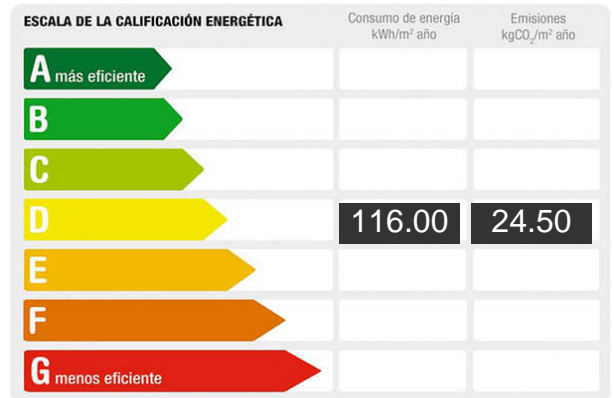 ESCALA DE LA CALIFICACIÓN ENERGÉTICA
Consumo de energía
kWh/m² año
Emisiones
kgCO₂/m² año
A más eficiente
B
C
D 116.00 24.50
E
F
G menos eficiente